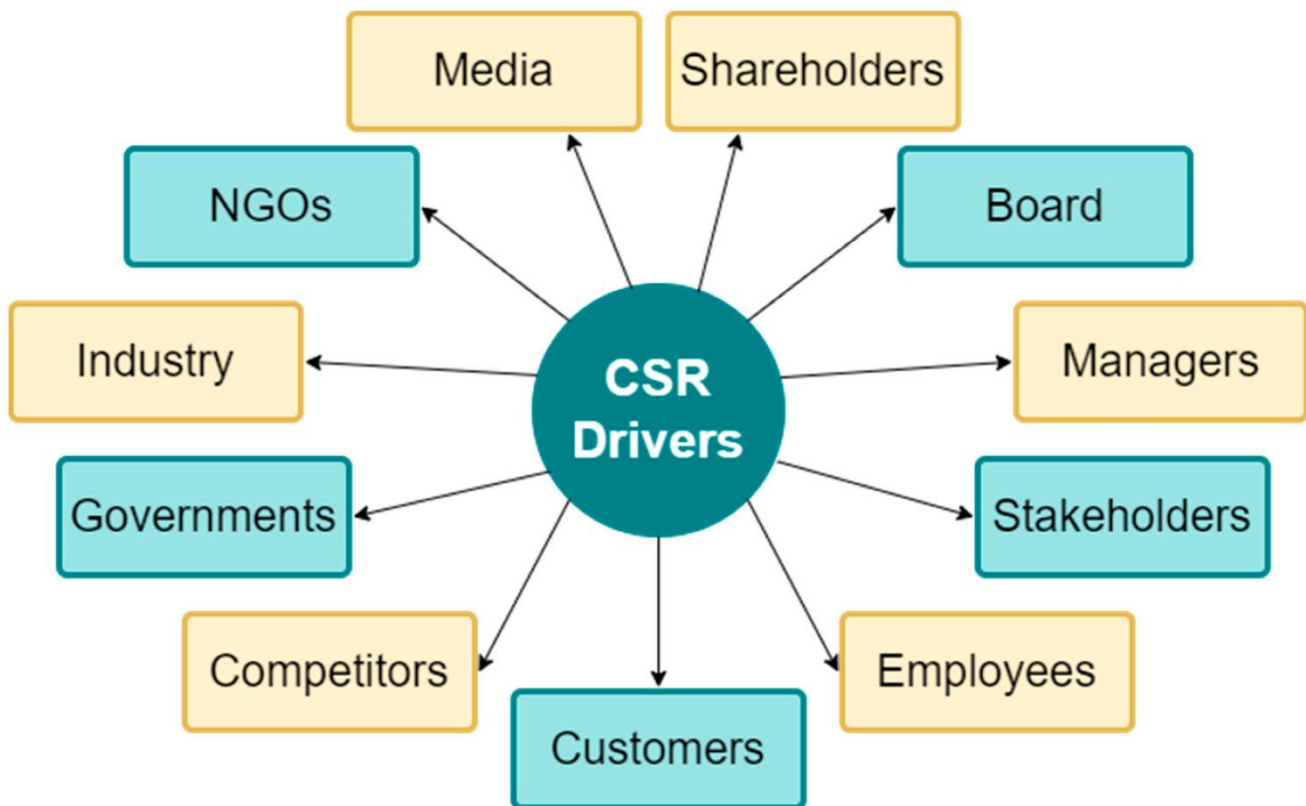 Media
Shareholders
NGOs
Board
Industry
Managers
CSR
Drivers
Governments
Stakeholders
Competitors
Employees
Customers